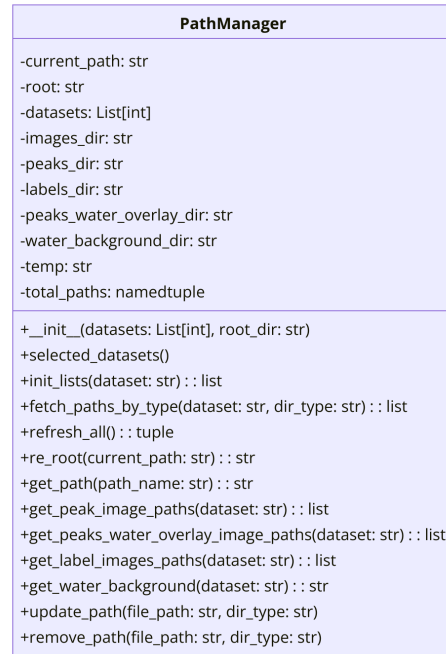 PathManager
-current_path: str
-root: str
-datasets: List[int]
-images_dir: str
-peaks_dir: str
-labels_dir: str
-peaks_water_overlay_dir: str
-water_background_dir: str
-temp: str
-total_paths: namedtuple
+__init__(datasets: List[int], root_dir: str)
+selected_datasets()
+init_lists(dataset: str) : : list
+fetch_paths_by_type(dataset: str, dir_type: str) : : list
+refresh_all() : : tuple
+re_root(current_path: str) : : str
+get_path(path_name: str) : : str
+get_peak_image_paths(dataset: str) : : list
+get_peaks_water_overlay_image_paths(dataset: str) : : list
+get_label_images_paths(dataset: str) : : list
+get_water_background(dataset: str) : : str
+update_path(file_path: str, dir_type: str)
+remove_path(file_path: str, dir_type: str)